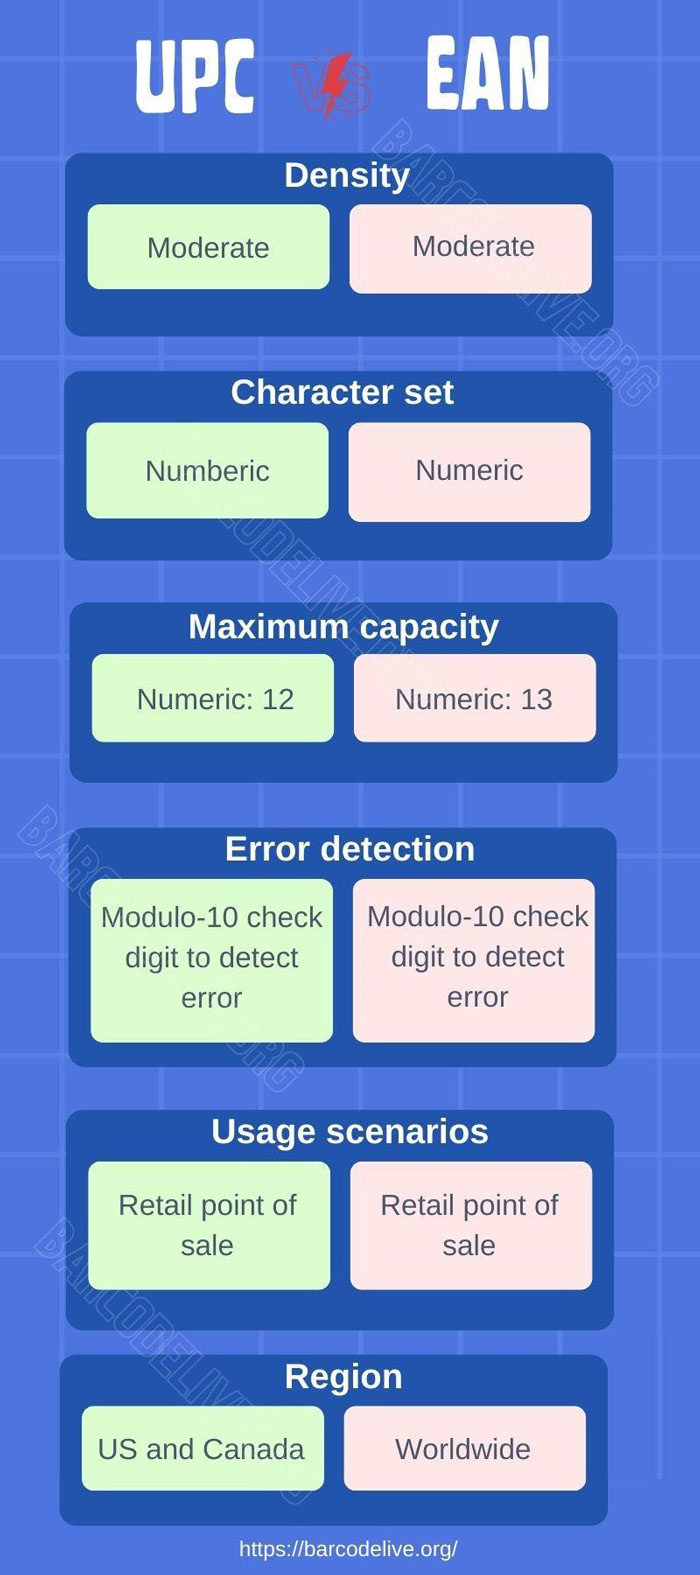 UPC VS EAN
Density
Moderate
Moderate
Character set
Numberic
Numeric
Maximum capacity
Numeric: 12
Numeric: 13
Error detection
Modulo-10 check
digit to detect
error
Modulo-10 check
digit to detect
error
Usage scenarios
Retail point of
sale
Retail point of
sale
Region
US and Canada
Worldwide
https://barcodelive.org/
BARCODELIVE.ORG
BARCODELIVE.ORG